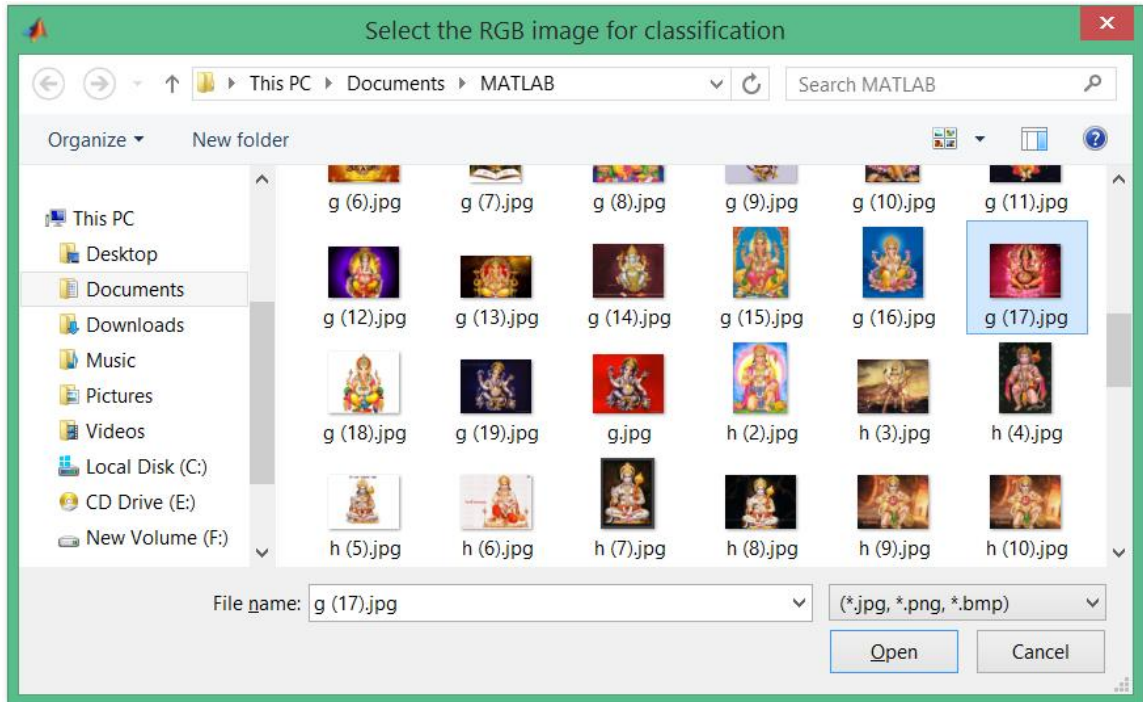 Select the RGB image for classification
This PC Documents MATLAB
Search MATLAB
Organize New folder
This PC
Desktop
Documents
Downloads
Music
Pictures
Videos
Local Disk (C:)
CD Drive (E:)
New Volume (F:)
g (6).jpg g (7).jpg g (8).jpg g (9).jpg g (10).jpg g (11).jpg
g (12).jpg g (13).jpg g (14).jpg g (15).jpg g (16).jpg g (17).jpg
g (18).jpg g (19).jpg g.jpg h (2).jpg h (3).jpg h (4).jpg
h (5).jpg h (6).jpg h (7).jpg h (8).jpg h (9).jpg h (10).jpg
File name: g (17).jpg (*.jpg, *.png, *.bmp)
Open Cancel